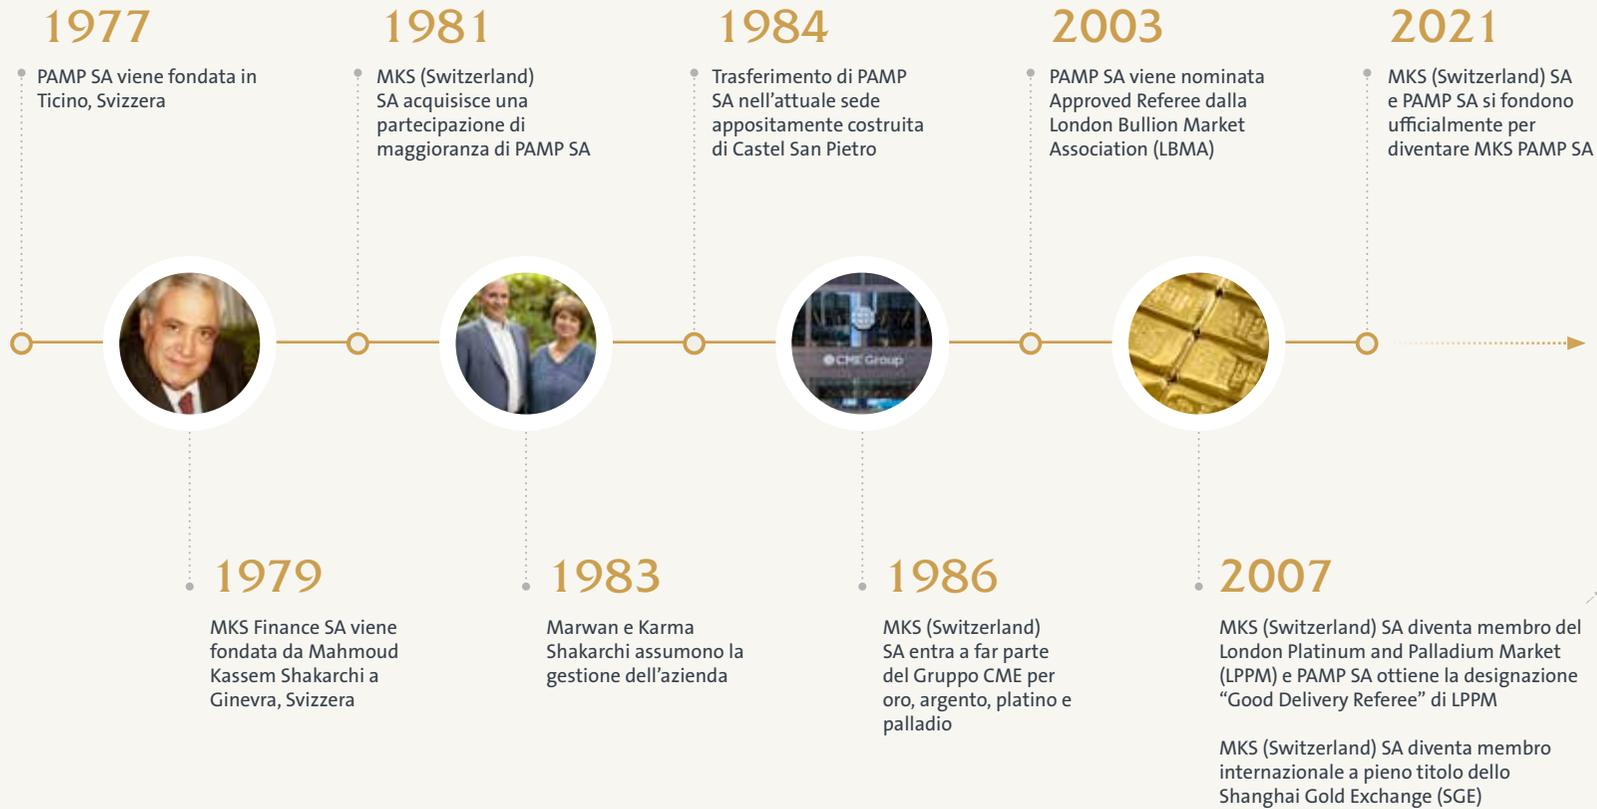 1977
PAMP SA viene fondata in
Ticino, Svizzera
1981
MKS (Switzerland)
SA acquisisce una
partecipazione di
maggioranza di PAMP SA
1984
Trasferimento di PAMP
SA nell’attuale sede
appositamente costruita
di Castel San Pietro
2003
PAMP SA viene nominata
Approved Referee dalla
London Bullion Market
Association (LBMA)
2021
MKS (Switzerland) SA
e PAMP SA si fondono
ufficialmente per
diventare MKS PAMP SA
CME Group
1979
MKS Finance SA viene
fondata da Mahmoud
Kassem Shakarchi a
Ginevra, Svizzera
1983
Marwan e Karma
Shakarchi assumono la
gestione dell’azienda
1986
MKS (Switzerland)
SA entra a far parte
del Gruppo CME per
oro, argento, platino e
palladio
2007
MKS (Switzerland) SA diventa membro del
London Platinum and Palladium Market
(LPPM) e PAMP SA ottiene la designazione
“Good Delivery Referee” di LPPM
MKS (Switzerland) SA diventa membro
internazionale a pieno titolo dello
Shanghai Gold Exchange (SGE)